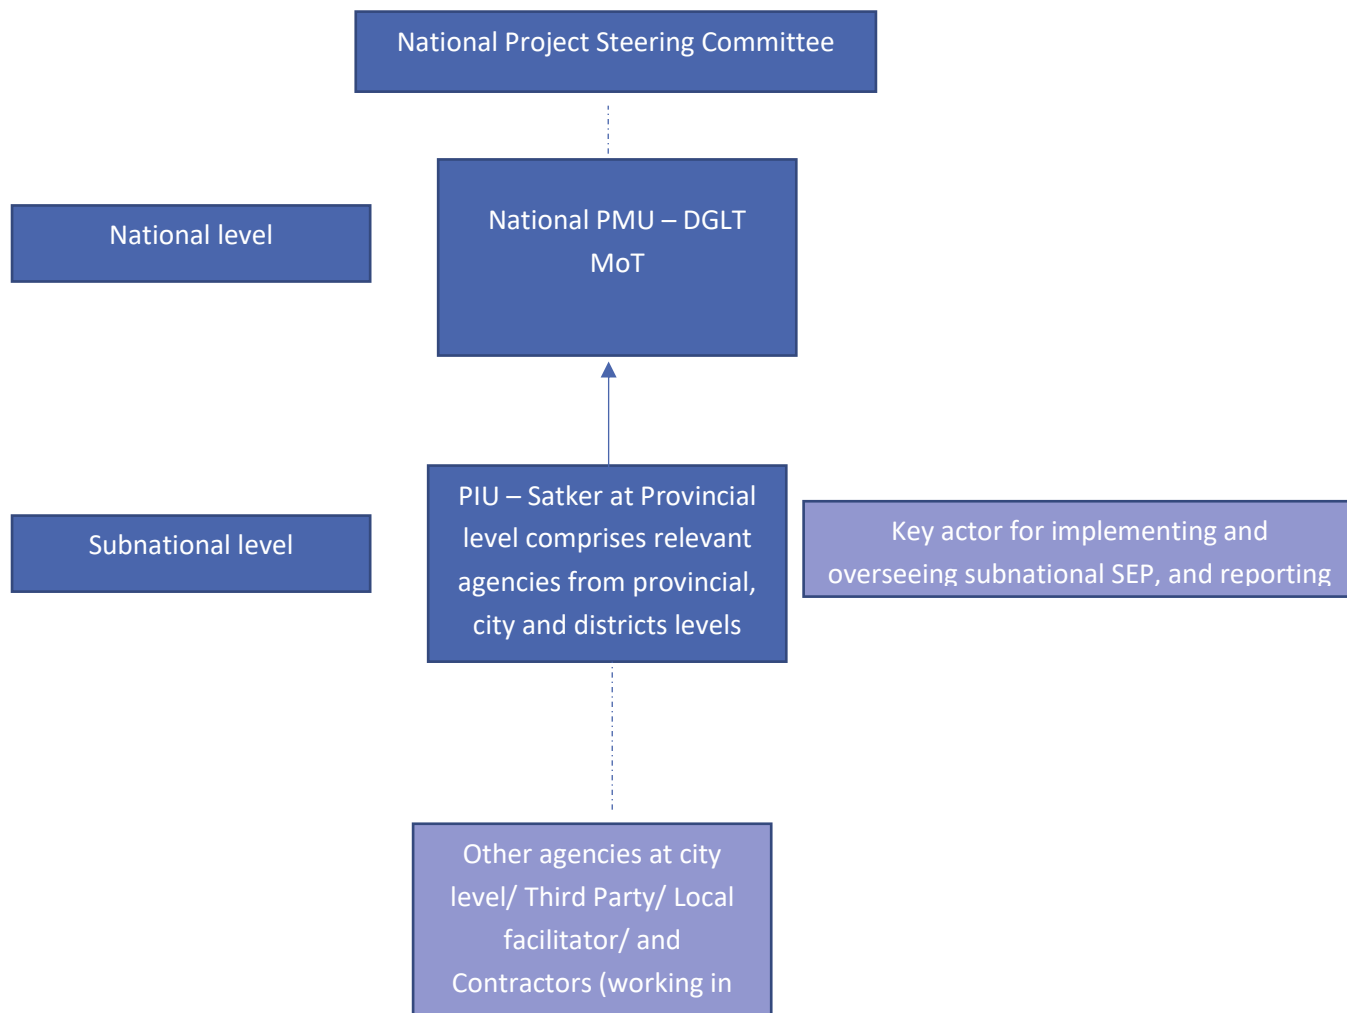 National Project Steering Committee
National level
National PMU – DGLT
MoT
Subnational level
PIU – Satker at Provincial
level comprises relevant
agencies from provincial,
city and districts levels
Key actor for implementing and
overseeing subnational SEP, and reporting
Other agencies at city
level/ Third Party/ Local
facilitator/ and
Contractors (working in